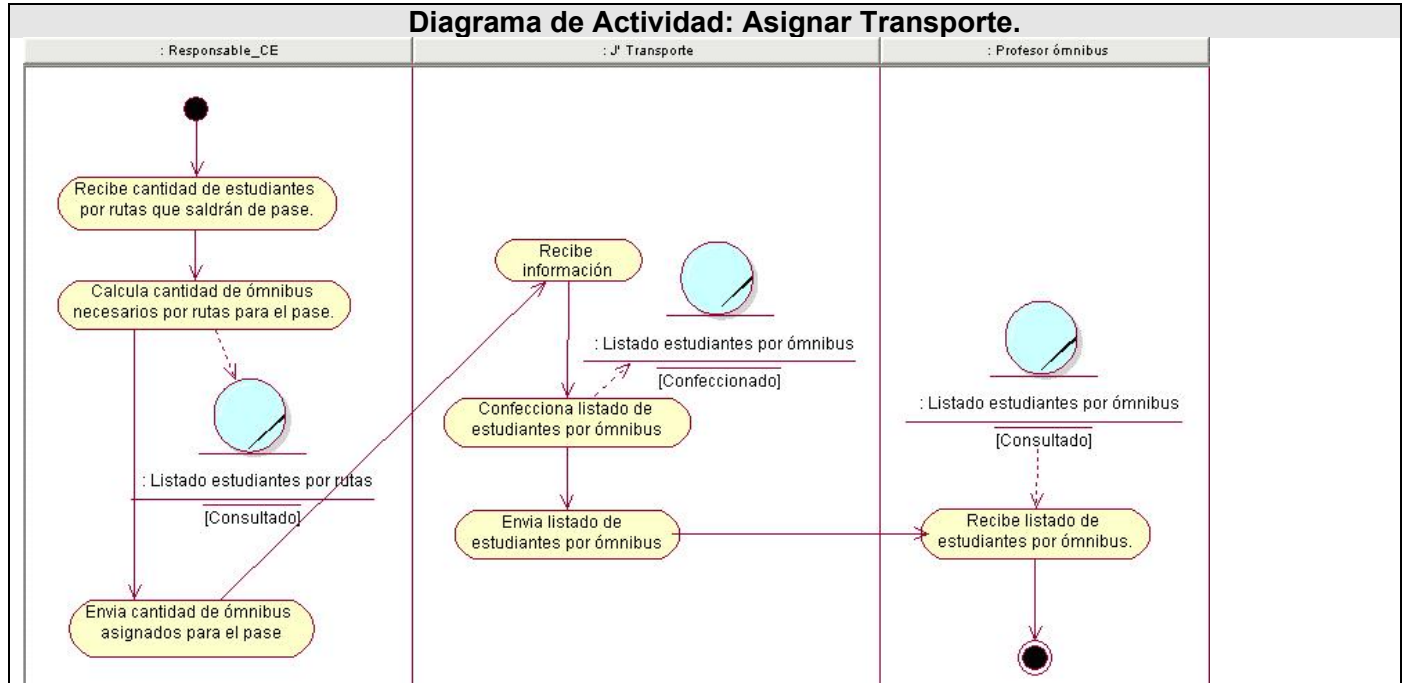 Diagrama de Actividad: Asignar Transporte.
: Responsable_CE
: J' Transporte
: Profesor ómnibus
Recibe cantidad de estudiantes
por rutas que saldrán de pase.
Calcula cantidad de ómnibus
necesarios por rutas para el pase.
: Listado estudiantes por rutas
[Consultado]
Envia cantidad de ómnibus
asignados para el pase
Recibe
información
: Listado estudiantes por ómnibus
[Confeccionado]
Confecciona listado de
estudiantes por ómnibus
Envia listado de
estudiantes por ómnibus
: Listado estudiantes por ómnibus
[Consultado]
Recibe listado de
estudiantes por ómnibus.